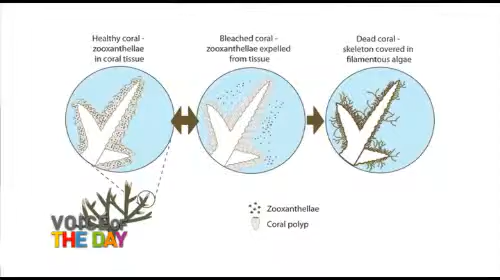 Healthy coral -
zooxanthellae
in coral tissue
Bleached coral -
zooxanthellae expelled
from tissue
Dead coral -
skeleton covered in
filamentous algae
Zooxanthellae
Coral polyp
VOICE OF
THE DAY